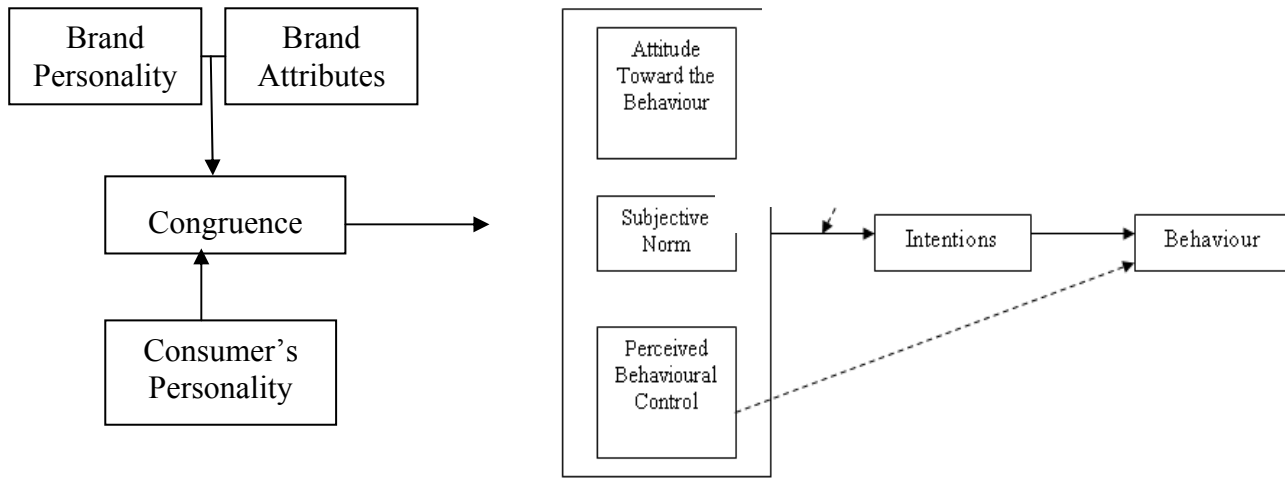 Brand
Personality
Brand
Attributes
Congruence
Consumer’s
Personality
Attitude
Toward the
Behaviour
Subjective
Norm
Perceived
Behavioural
Control
Intentions
Behaviour